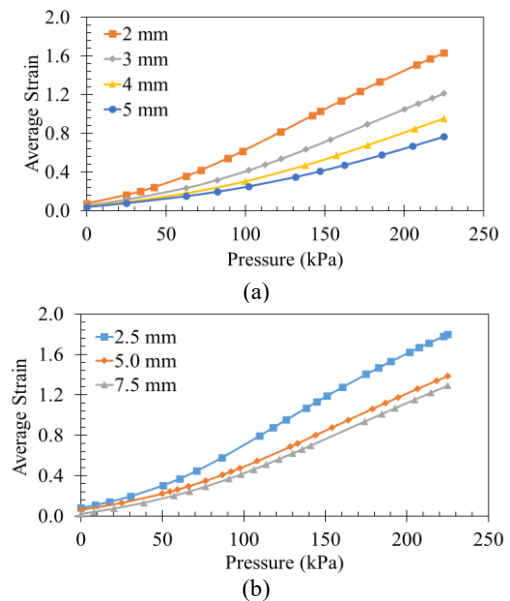 2.0
1.6
1.2
0.8
0.4
0.0
Average Strain
2 mm
3 mm
4 mm
5 mm
0 50 100 150 200 250
Pressure (kPa)
(a)
2.0
1.6
1.2
0.8
0.4
0.0
Average Strain
2.5 mm
5.0 mm
7.5 mm
0 50 100 150 200 250
Pressure (kPa)
(b)